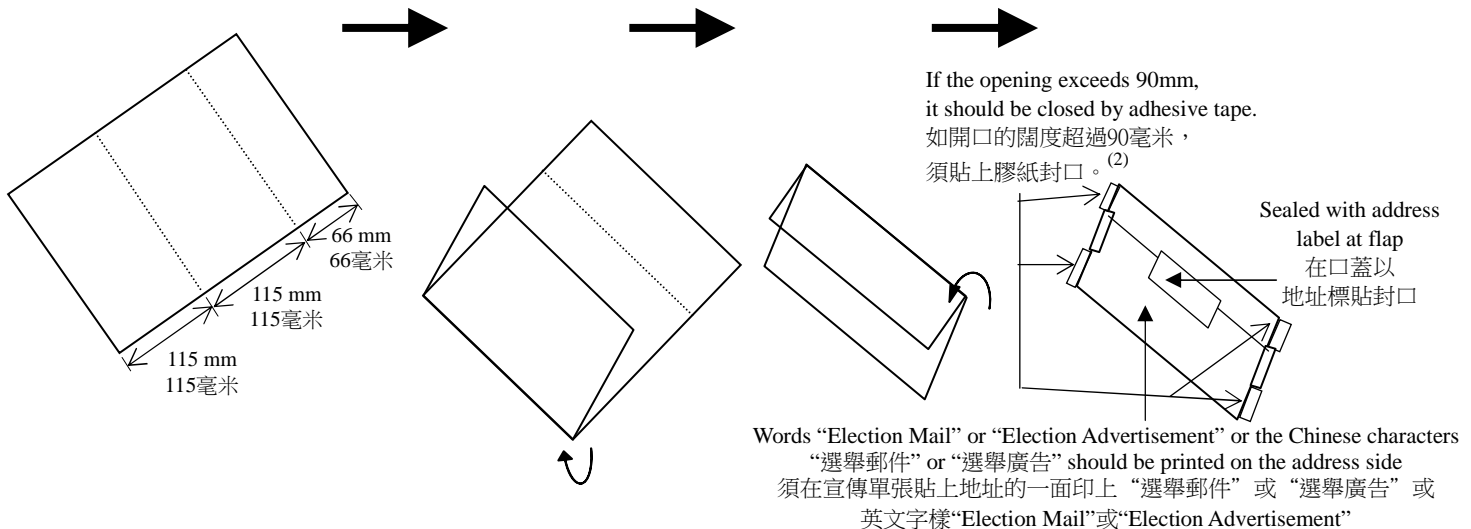 If the opening exceeds 90mm,
it should be closed by adhesive tape.
如開口的闊度超過90毫米，
須貼上膠紙封口。(2)
66 mm
66毫米
115 mm
115毫米
115 mm
115毫米
Sealed with address
label at flap
在口蓋以
地址標貼封口
Words “Election Mail” or “Election Advertisement” or the Chinese characters
“選舉郵件” or “選舉廣告” should be printed on the address side
須在宣傳單張貼上地址的一面印上 “選舉郵件” 或 “選舉廣告” 或
英文字樣“Election Mail”或“Election Advertisement”